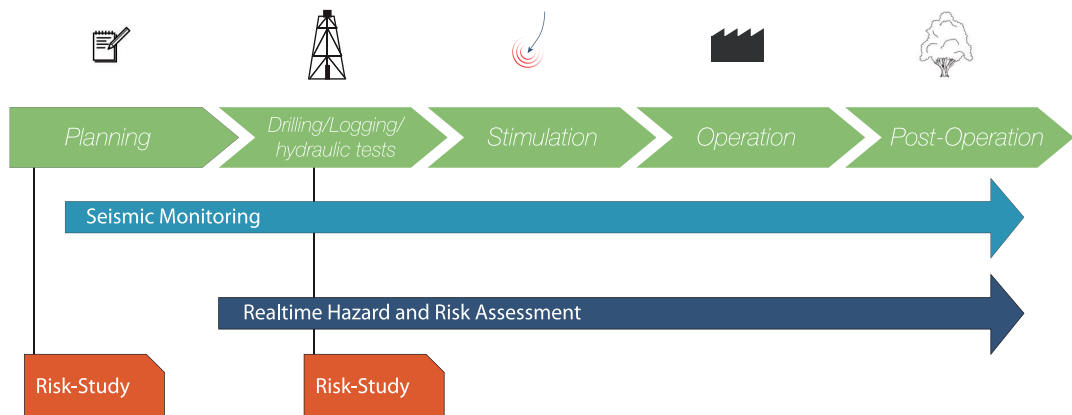 Planning
Drilling/Logging/
hydraulic tests
Stimulation
Operation
Post-Operation
Seismic Monitoring
Realtime Hazard and Risk Assessment
Risk-Study
Risk-Study